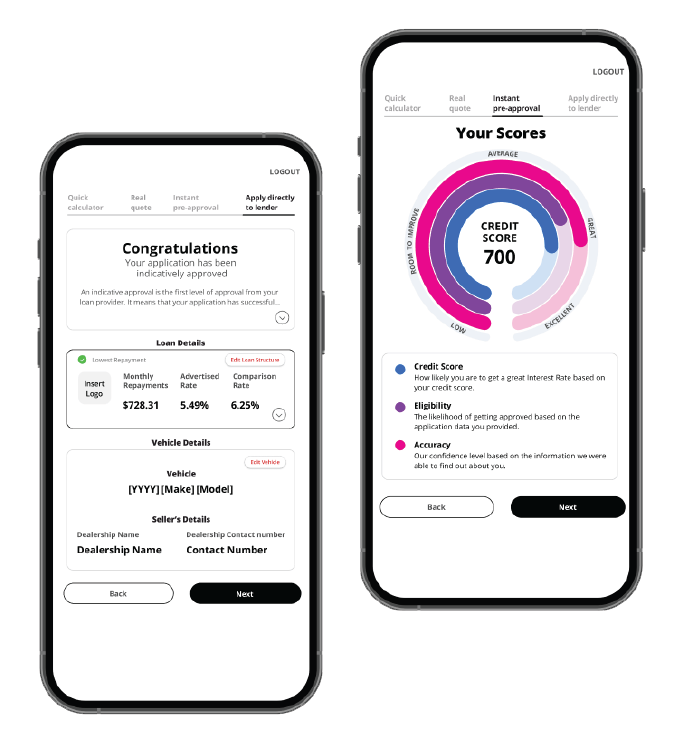 LOGOUT
Quick calculator
Real quote
Instant pre-approval
Apply directly to lender
Congratulations
Your application has been
indicatively approved
An indicative approval is the first level of approval from your
loan provider. It means that your application has successful...
Loan Details
Lowest Repayment
Edit Loan Structure
Insert Logo
Monthly Repayments
Advertised Rate
Comparison Rate
$728.31
5.49%
6.25%
Vehicle Details
Edit Vehicle
Vehicle
[YYYY] [Make] [Model]
Seller's Details
Dealership Name
Dealership Contact number
Dealership Name
Contact Number
Back
Next
LOGOUT
Quick calculator
Real quote
Instant pre-approval
Apply directly to lender
Your Scores
LOW
ROOM TO IMPROVE
AVERAGE
GREAT
EXCELLENT
CREDIT
SCORE
700
Credit Score
How likely you are to get a great Interest Rate based on
your credit score.
Eligibility
The likelihood of getting approved based on the
application data you provided.
Accuracy
Our confidence level based on the information we were
able to find out about you.
Back
Next